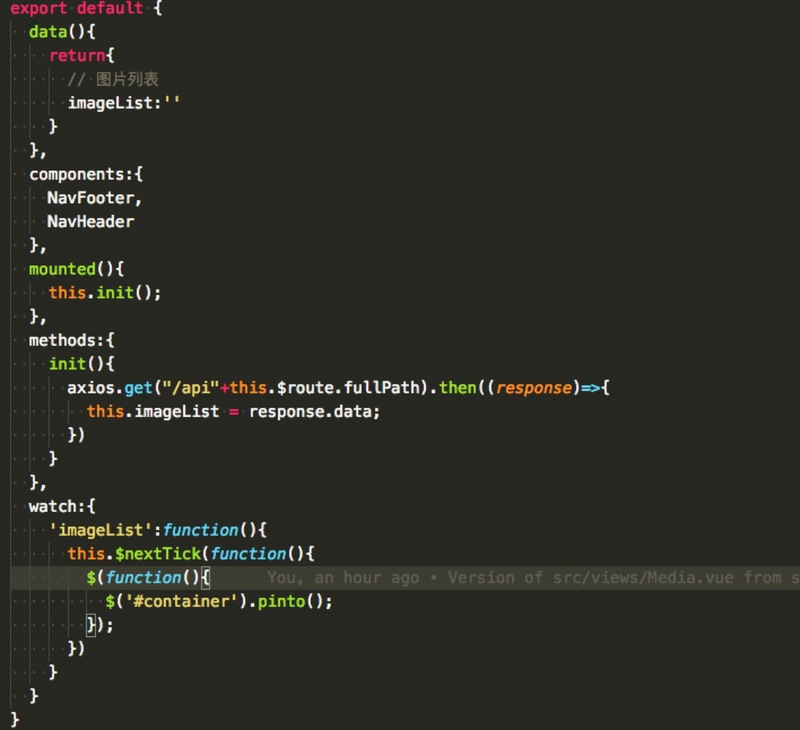 export default {
data(){
return{
// 图片列表
imageList:''
}
},
components:{
NavFooter,
NavHeader
},
mounted(){
this.init();
},
methods:{
init(){
axios.get("/api"+this.$route.fullPath).then((response)=>{
this.imageList = response.data;
})
}
},
watch:{
'imageList':function(){
this.$nextTick(function(){
$(function(){ You, an hour ago • Version of src/views/Media.vue from s
$('#container').pinto();
});
})
}
}
}